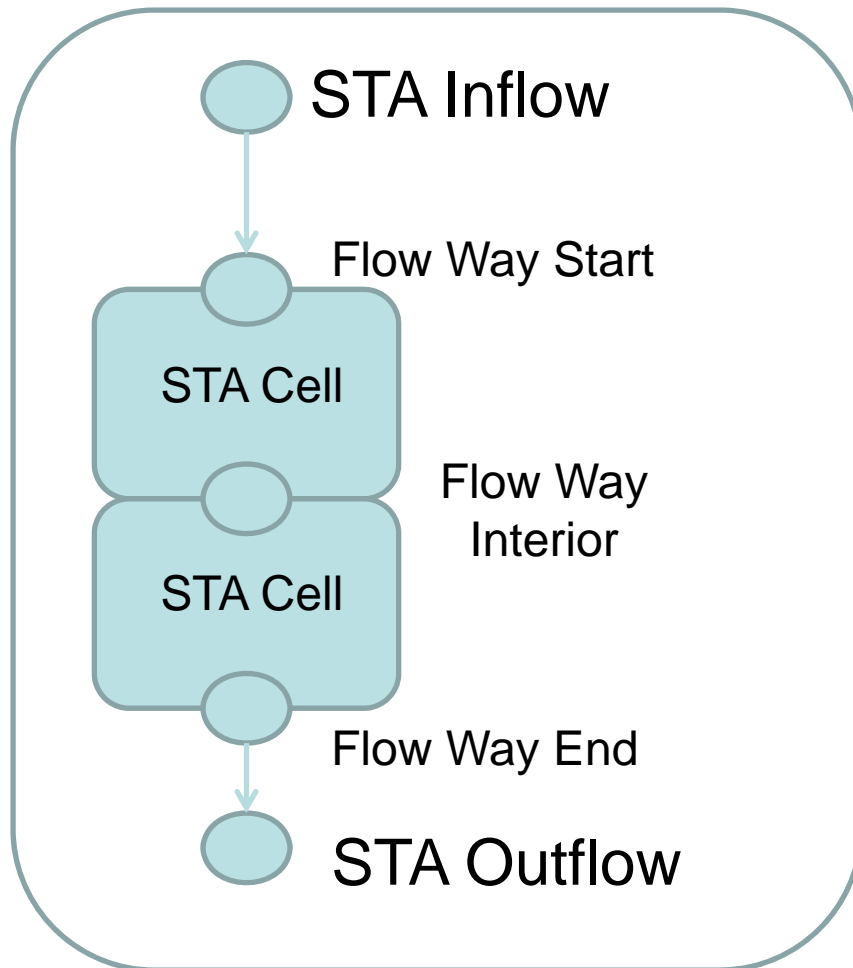 STA Inflow
Flow Way Start
STA Cell
Flow Way
Interior
STA Cell
Flow Way End
STA Outflow